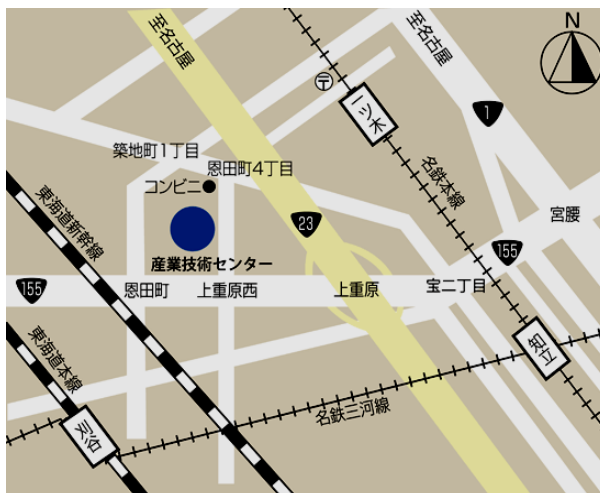 至名古屋
至名古屋
N
〒
一ツ木
1
築地町1丁目
恩田町4丁目
コンビニ
名鉄本線
東海道新幹線
23
宮腰
産業技術センター
155
155
恩田町
上重原西
上重原
宝二丁目
東海道本線
知立
名鉄三河線
刈谷